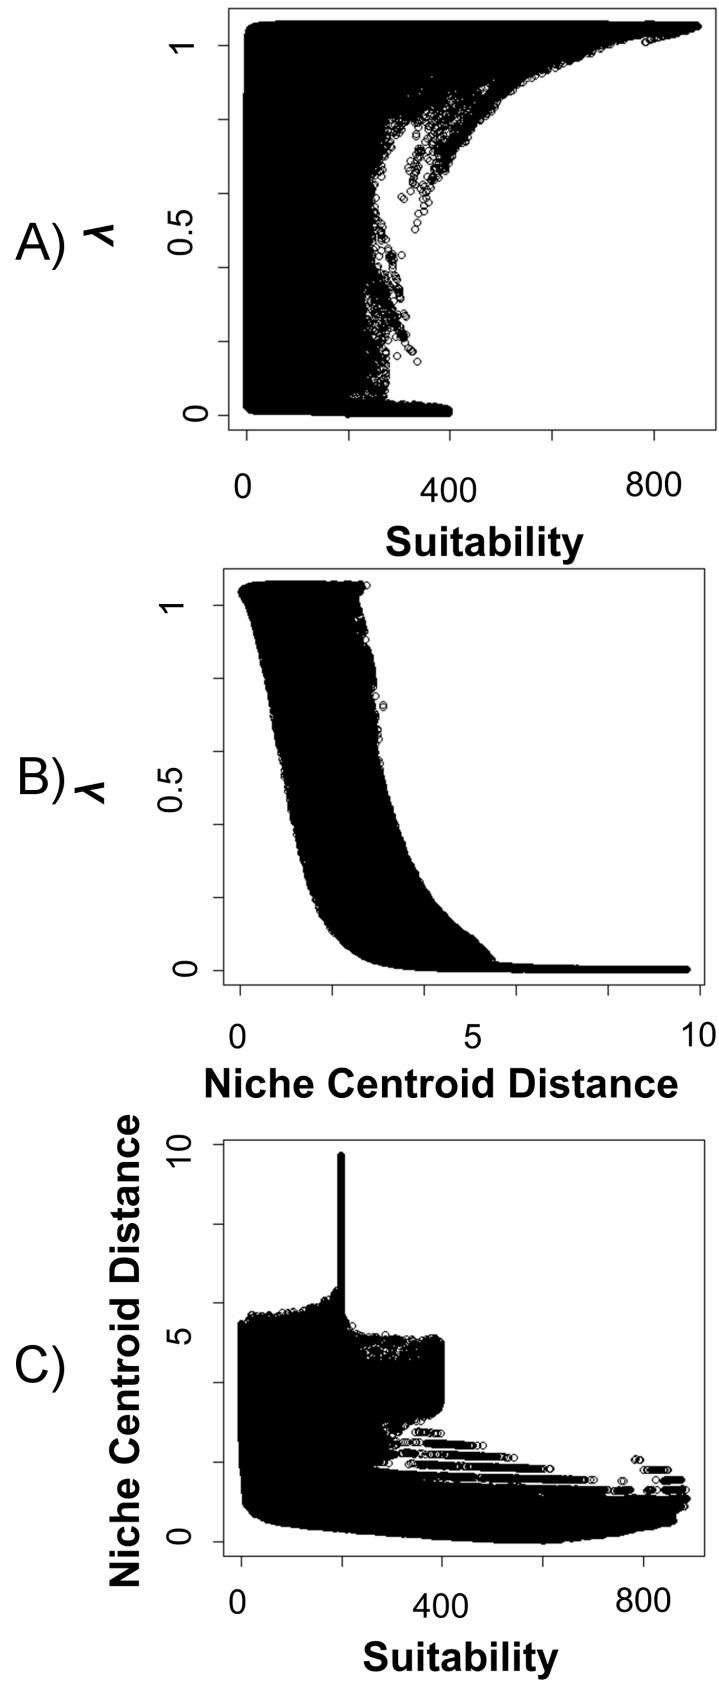 A)
λ
1
0.5
0
0 400 800
Suitability
B)
λ
1
0.5
0
0 5 10
Niche Centroid Distance
C)
Niche Centroid Distance
10
5
0
0 400 800
Suitability